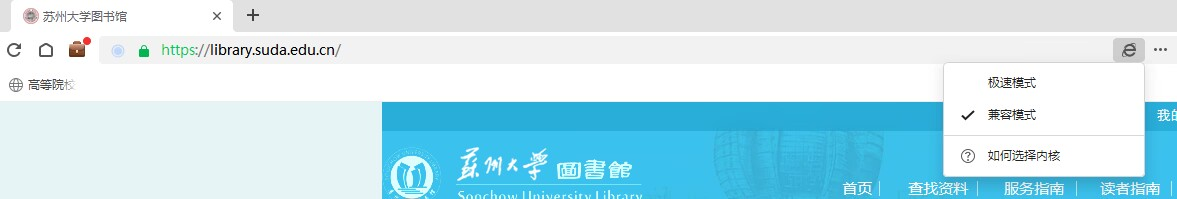 苏州大学图书馆
https://library.suda.edu.cn/
高等院校
极速模式
兼容模式
如何选择内核
我的
蘇州大學 圖書館
Soochow University Library
首页 查找资料 服务指南 读者指南